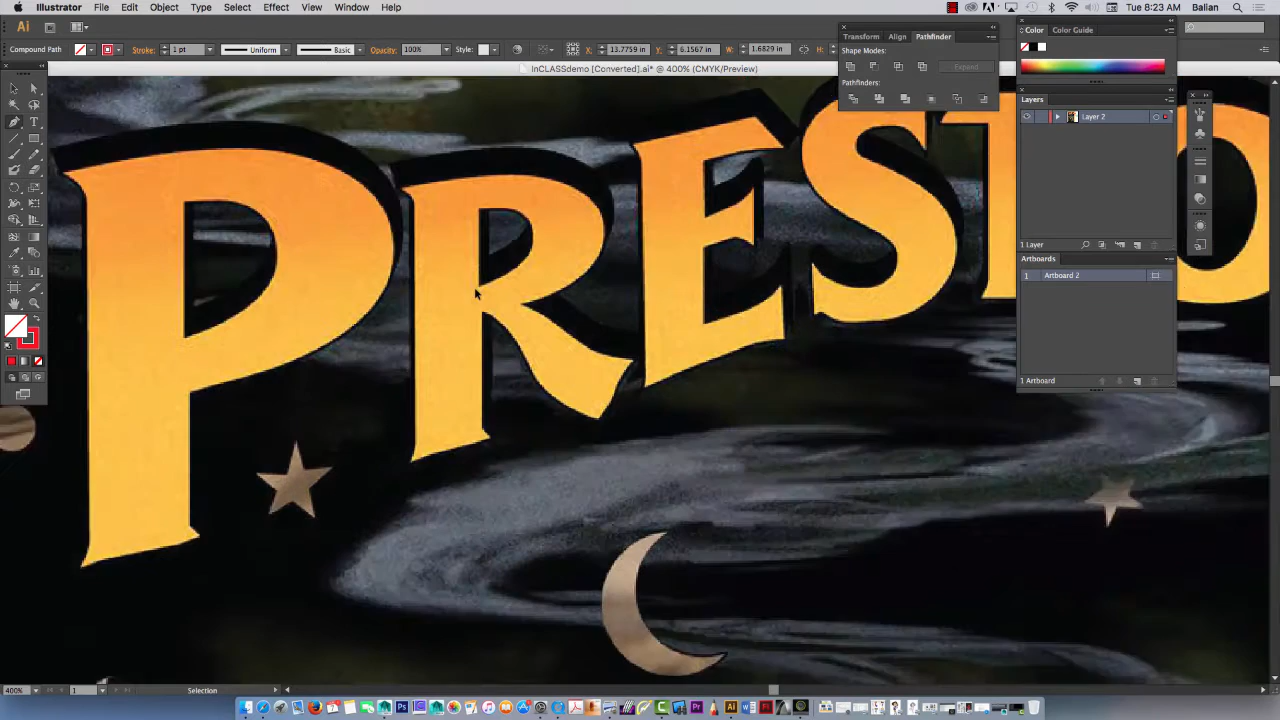 Illustrator File Edit Object Type Select Effect View Window Help
Tue 8:23 AM Balian
Ai
Compound Path Stroke: 1 pt Uniform Basic Opacity: 100% Style: X: 13.7759 in Y: 6.1567 in W: 1.6829 in H:
InCLASSdemo [Converted].ai* @ 400% (CMYK/Preview)
Transform Align Pathfinder
Shape Modes:
Expand
Pathfinders:
Color Color Guide
Layers
Layer 2
1 Layer
Artboards
1 Artboard 2
1 Artboard
PRESTO
400% 1 Selection